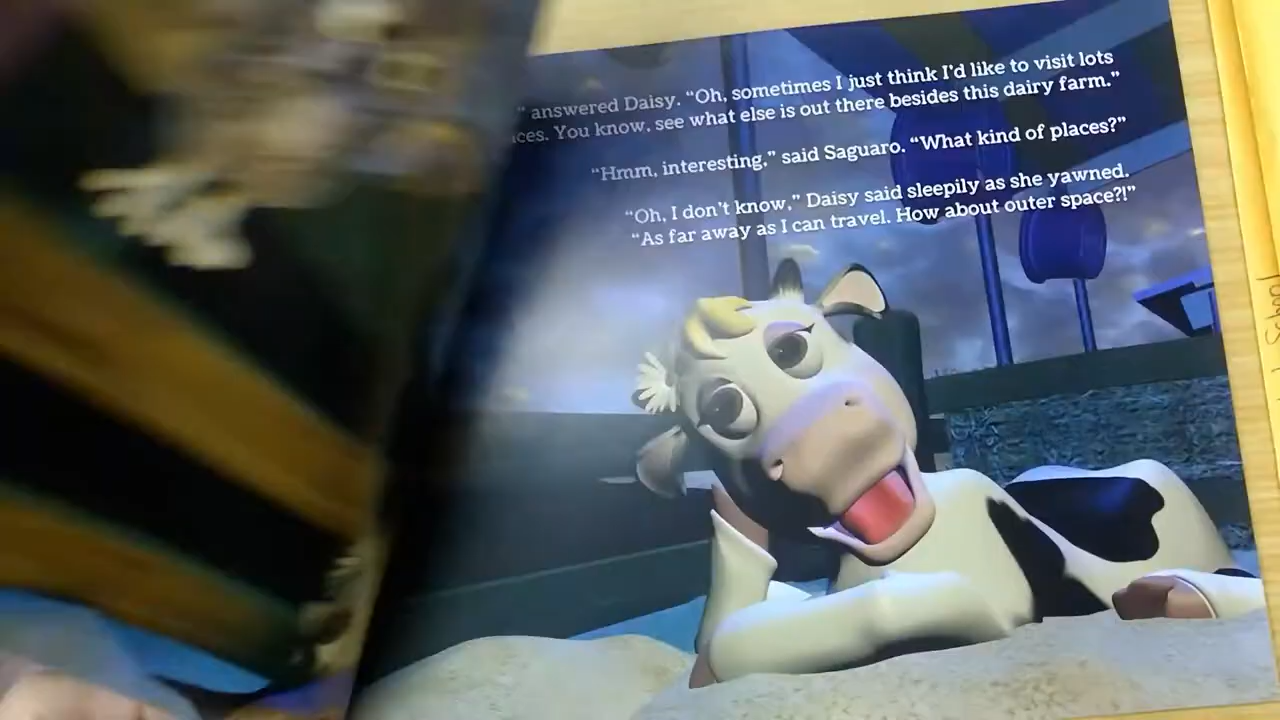 ” answered Daisy. “Oh, sometimes I just think I’d like to visit lots
You know, see what else is out there besides this dairy farm.”
“Hmm, interesting,” said Saguaro. “What kind of places?”
“Oh, I don’t know,” Daisy said sleepily as she yawned.
“As far away as I can travel. How about outer space?!”
School